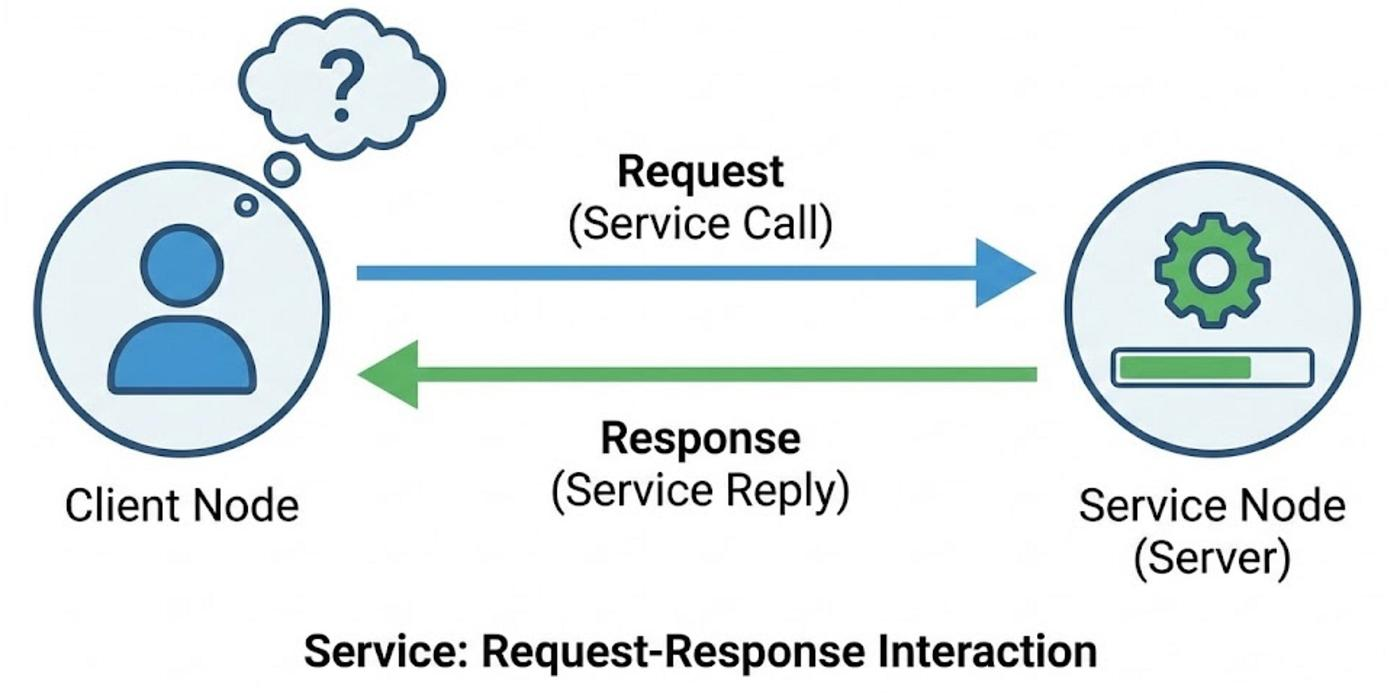 ?
Request
(Service Call)
Response
(Service Reply)
Client Node
Service Node
(Server)
Service: Request-Response Interaction